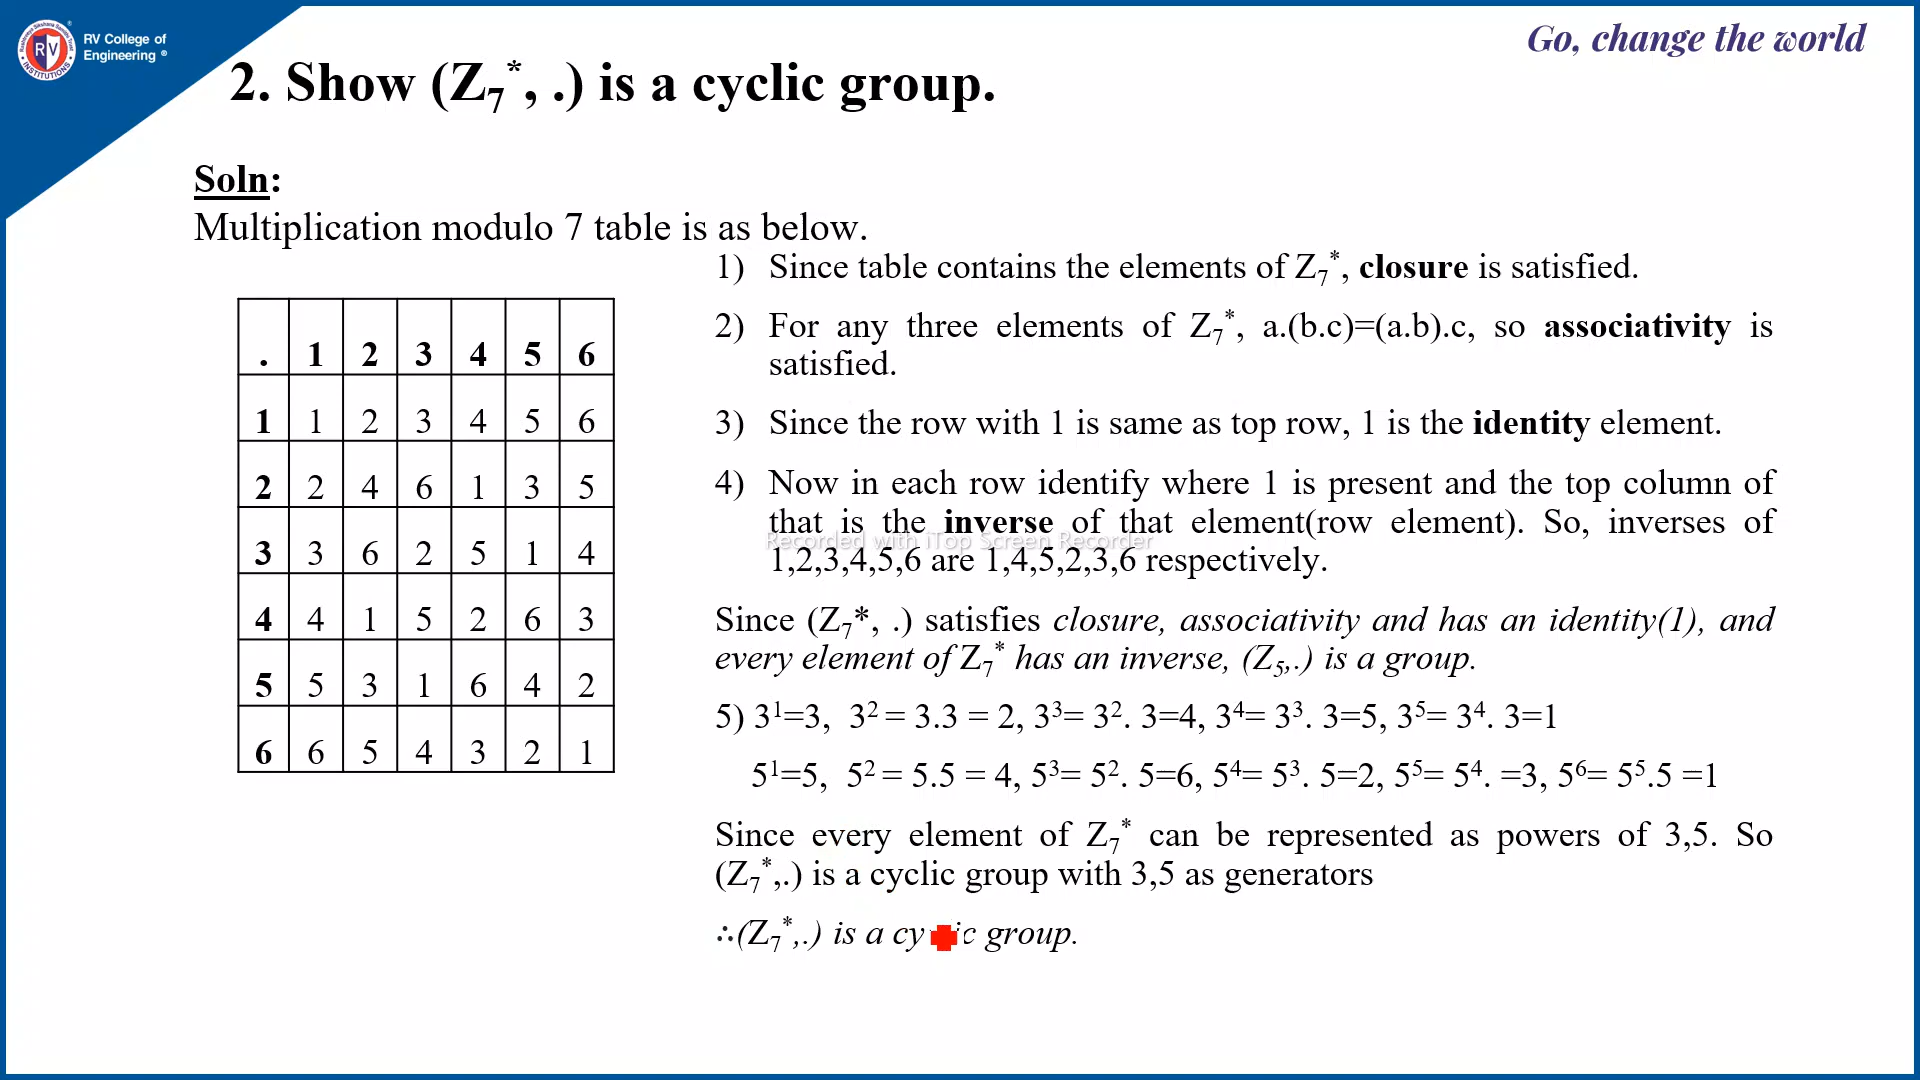 RV College of
Engineering ®
Go, change the world
2. Show (Z₇*, .) is a cyclic group.
Soln:
Multiplication modulo 7 table is as below.
. 1 2 3 4 5 6
1 1 2 3 4 5 6
2 2 4 6 1 3 5
3 3 6 2 5 1 4
4 4 1 5 2 6 3
5 5 3 1 6 4 2
6 6 5 4 3 2 1
1) Since table contains the elements of Z₇*, closure is satisfied.
2) For any three elements of Z₇*, a.(b.c)=(a.b).c, so associativity is
satisfied.
3) Since the row with 1 is same as top row, 1 is the identity element.
4) Now in each row identify where 1 is present and the top column of
that is the inverse of that element(row element). So, inverses of
Recorded with iTop Screen Recorder
1,2,3,4,5,6 are 1,4,5,2,3,6 respectively.
Since (Z₇*, .) satisfies closure, associativity and has an identity(1), and
every element of Z₇* has an inverse, (Z₅,.) is a group.
5) 3¹=3, 3² = 3.3 = 2, 3³= 3². 3=4, 3⁴= 3³. 3=5, 3⁵= 3⁴. 3=1
5¹=5, 5² = 5.5 = 4, 5³= 5². 5=6, 5⁴= 5³. 5=2, 5⁵= 5⁴. =3, 5⁶= 5⁵.5 =1
Since every element of Z₇* can be represented as powers of 3,5. So
(Z₇*,.) is a cyclic group with 3,5 as generators
∴(Z₇*,.) is a cyclic group.